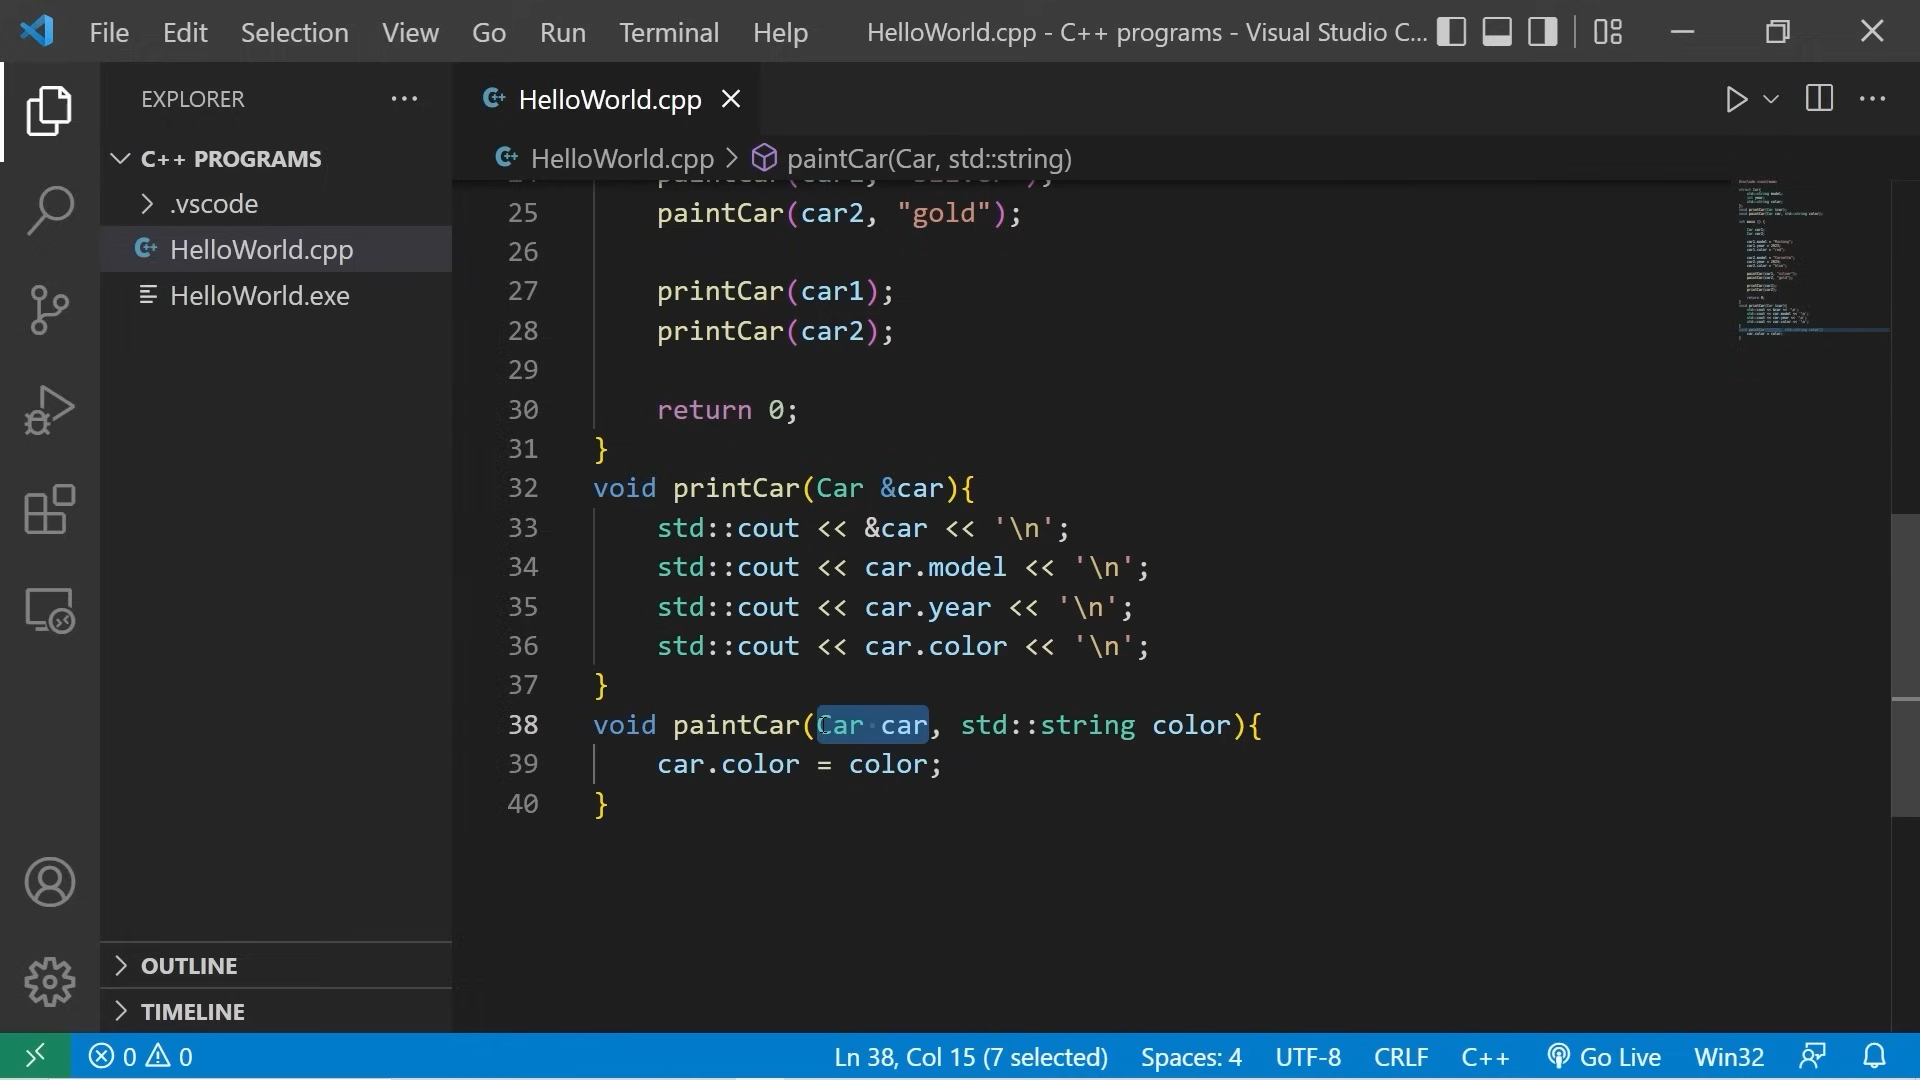 File Edit Selection View Go Run Terminal Help HelloWorld.cpp - C++ programs - Visual Studio C...
EXPLORER
C++ PROGRAMS
.vscode
HelloWorld.cpp
HelloWorld.exe
OUTLINE
TIMELINE
HelloWorld.cpp
HelloWorld.cpp > paintCar(Car, std::string)
25 paintCar(car2, "gold");
26
27 printCar(car1);
28 printCar(car2);
29
30 return 0;
31 }
32 void printCar(Car &car){
33 std::cout << &car << '\n';
34 std::cout << car.model << '\n';
35 std::cout << car.year << '\n';
36 std::cout << car.color << '\n';
37 }
38 void paintCar(Car car, std::string color){
39 car.color = color;
40 }
0 0 Ln 38, Col 15 (7 selected) Spaces: 4 UTF-8 CRLF C++ Go Live Win32